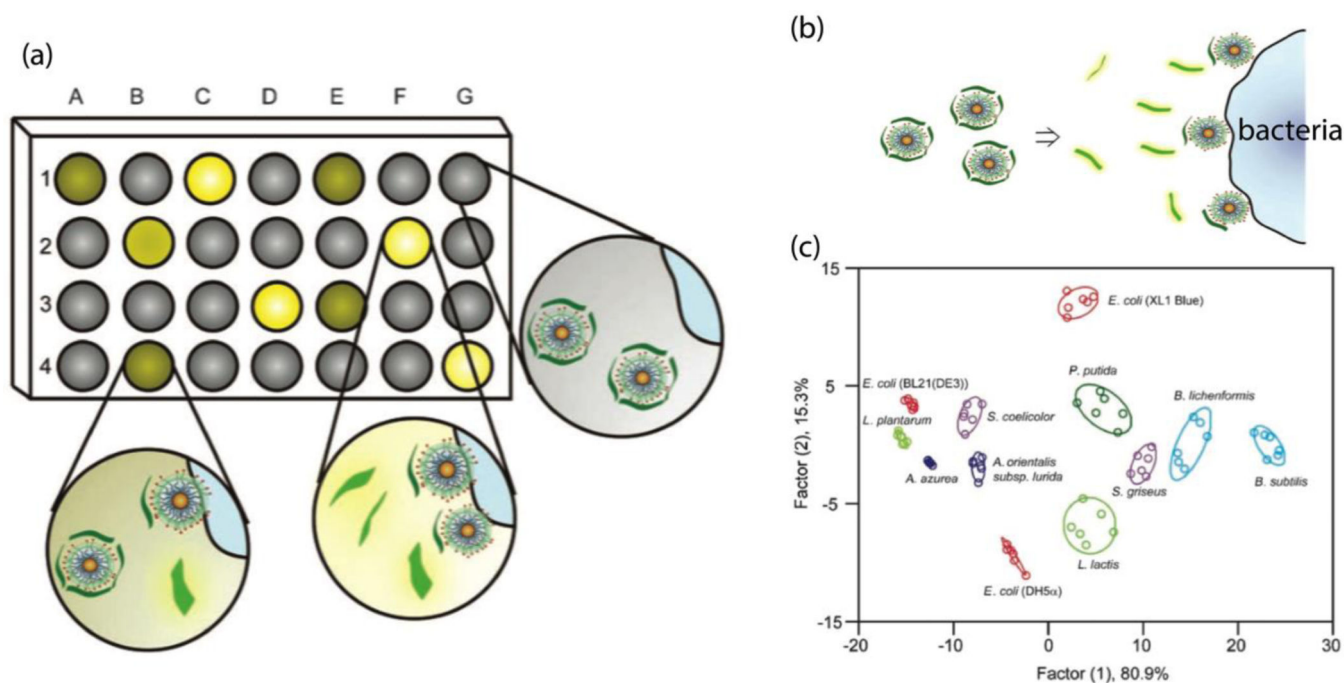 (a)
A B C D E F G
1
2
3
4
(b)
bacteria
(c)
15
5
-5
-15
-20 -10 0 10 20 30
Factor (2), 15.3%
Factor (1), 80.9%
E. coli (XL1 Blue)
P. putida
E. coli (BL21(DE3))
B. lichenformis
L. plantarum
S. coelicolor
A. azurea
A. orientalis
subsp. lurida
S. griseus
B. subtilis
L. lactis
E. coli (DH5α)